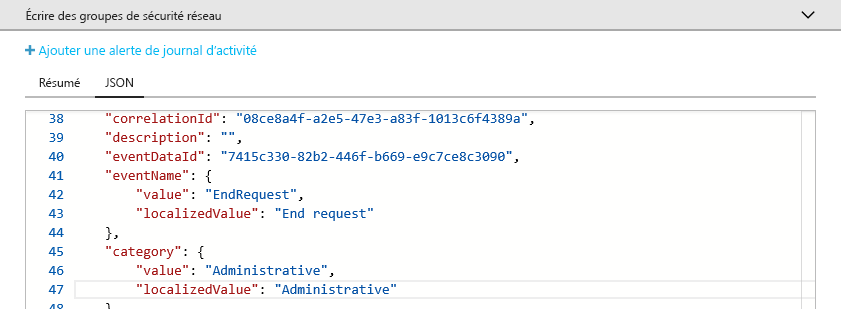 Écrire des groupes de sécurité réseau
+ Ajouter une alerte de journal d'activité
Résumé JSON
38 "correlationId": "08ce8a4f-a2e5-47e3-a83f-1013c6f4389a",
39 "description": "",
40 "eventDataId": "7415c330-82b2-446f-b669-e9c7ce8c3090",
41 "eventName": {
42 "value": "EndRequest",
43 "localizedValue": "End request"
44 },
45 "category": {
46 "value": "Administrative",
47 "localizedValue": "Administrative"
48 }